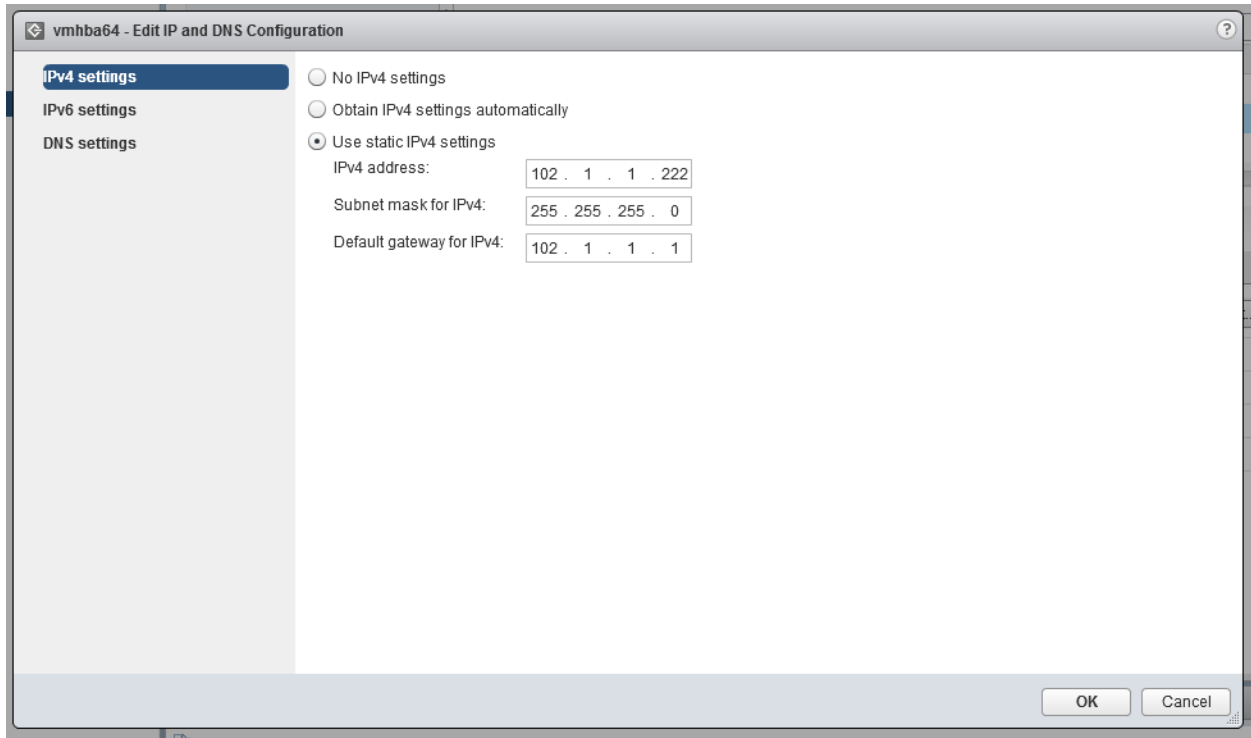 vmhba64 - Edit IP and DNS Configuration
?
IPv4 settings
IPv6 settings
DNS settings
No IPv4 settings
Obtain IPv4 settings automatically
Use static IPv4 settings
IPv4 address: 102 . 1 . 1 . 222
Subnet mask for IPv4: 255 . 255 . 255 . 0
Default gateway for IPv4: 102 . 1 . 1 . 1
OK Cancel